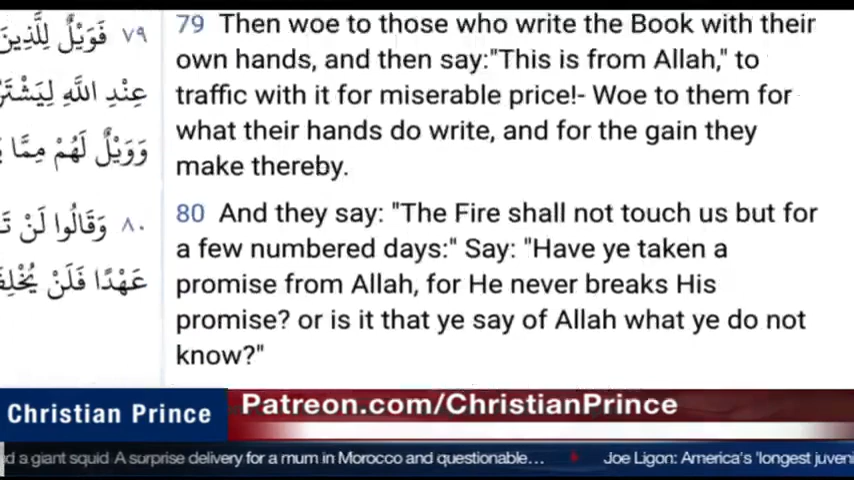 ٧٩ فَوَيْلٌ لِلَّذِينَ
عِنْدِ اللَّهِ
وَوَيْلٌ لَهُمْ مِمَّا
٨٠ وَقَالُوا لَنْ
عَهْدًا فَلَنْ
79 Then woe to those who write the Book with their
own hands, and then say:"This is from Allah," to
traffic with it for miserable price!- Woe to them for
what their hands do write, and for the gain they
make thereby.
80 And they say: "The Fire shall not touch us but for
a few numbered days:" Say: "Have ye taken a
promise from Allah, for He never breaks His
promise? or is it that ye say of Allah what ye do not
know?"
Christian Prince
Patreon.com/ChristianPrince
d a giant squid A surprise delivery for a mum in Morocco and questionable... Joe Ligon: America's 'longest juveni